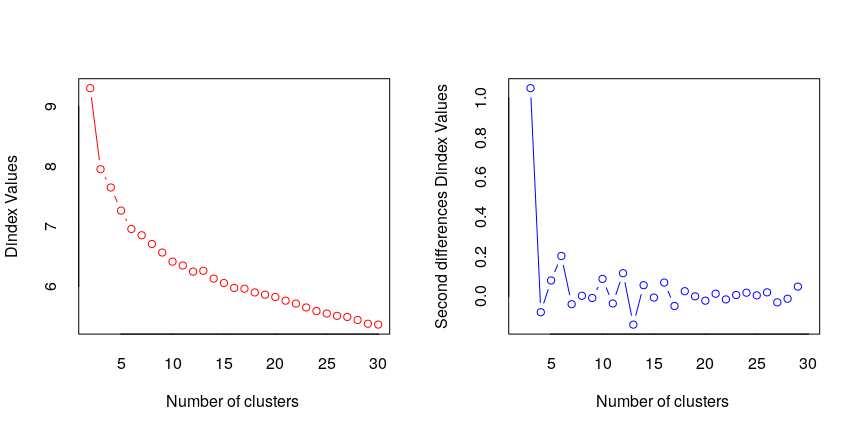 DIndex Values
9
8
7
6
5 10 15 20 25 30
Number of clusters
Second differences DIndex Values
1.0
0.8
0.6
0.4
0.2
0.0
5 10 15 20 25 30
Number of clusters